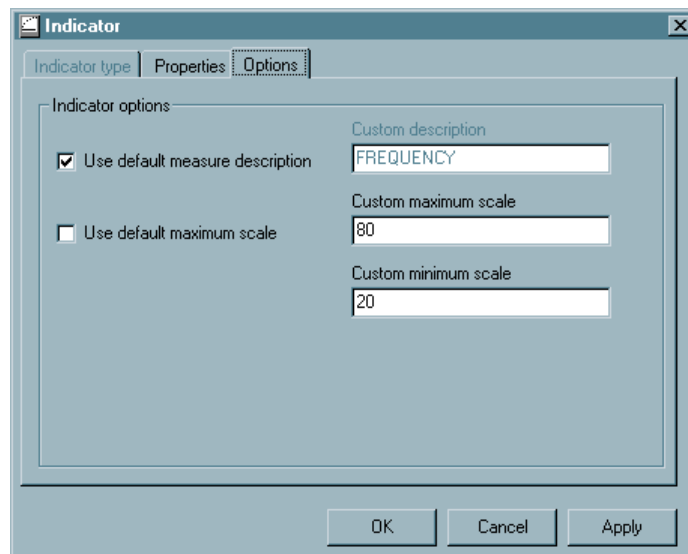 Indicator
Indicator type Properties Options
Indicator options
Custom description
Use default measure description FREQUENCY
Custom maximum scale
Use default maximum scale 80
Custom minimum scale
20
OK Cancel Apply